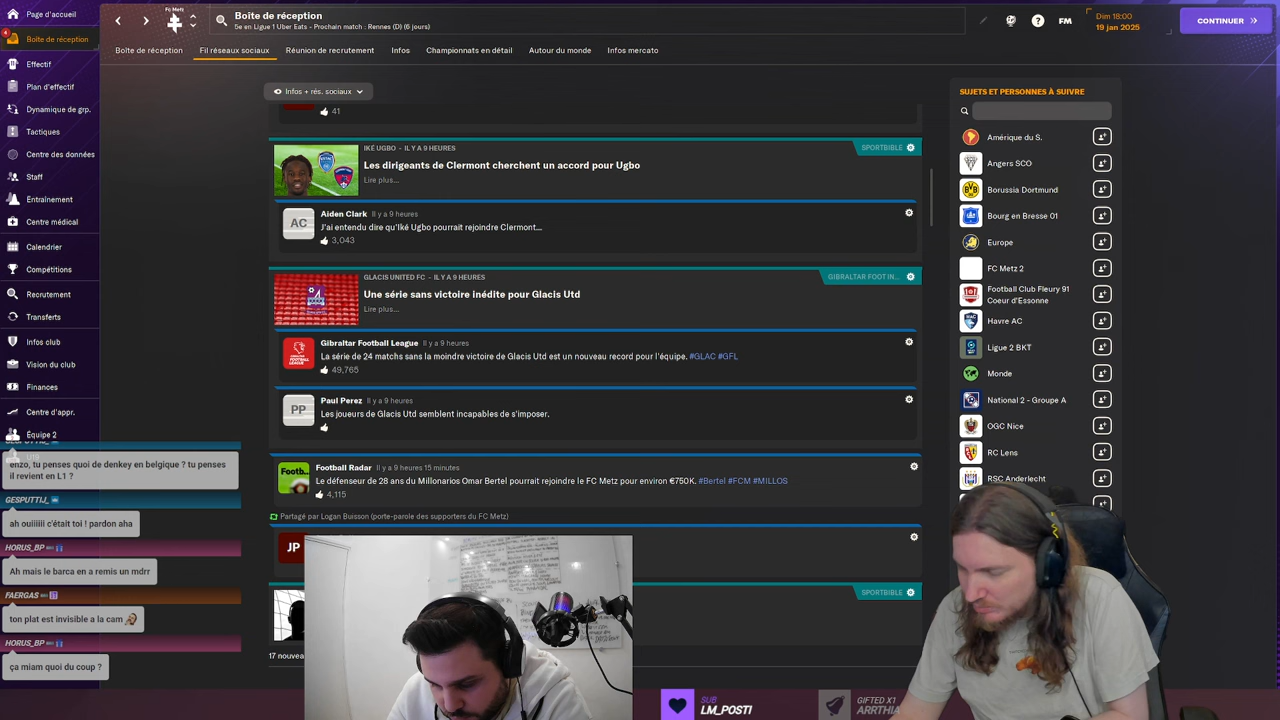 Page d'accueil
4
Boîte de réception
Effectif
Plan d'effectif
Dynamique de grp.
Tactiques
Centre des données
Staff
Entraînement
Centre médical
Calendrier
Compétitions
Recrutement
Transferts
Infos club
Vision du club
Finances
Centre d'appr.
Équipe 2
Fc Metz
Boîte de réception
5e en Ligue 1 Uber Eats - Prochain match : Rennes (D) (6 jours)
FM
Dim 18:00
19 jan 2025
CONTINUER
Boîte de réception
Fil réseaux sociaux
Réunion de recrutement
Infos
Championnats en détail
Autour du monde
Infos mercato
Infos + rés. sociaux
41
IKÉ UGBO - IL Y A 9 HEURES
SPORTBIBLE
Les dirigeants de Clermont cherchent un accord pour Ugbo
Lire plus...
AC
Aiden Clark Il y a 9 heures
J'ai entendu dire qu'Iké Ugbo pourrait rejoindre Clermont...
3,043
GLACIS UNITED FC - IL Y A 9 HEURES
GIBRALTAR FOOT IN...
Une série sans victoire inédite pour Glacis Utd
Lire plus...
Gibraltar Football League Il y a 9 heures
La série de 24 matchs sans la moindre victoire de Glacis Utd est un nouveau record pour l'équipe. #GLAC #GFL
49,765
PP
Paul Perez Il y a 9 heures
Les joueurs de Glacis Utd semblent incapables de s'imposer.
Footb..
Football Radar Il y a 9 heures 15 minutes
Le défenseur de 28 ans du Millonarios Omar Bertel pourrait rejoindre le FC Metz pour environ €750K. #Bertel #FCM #MILLOS
4,115
Partagé par Logan Buisson (porte-parole des supporters du FC Metz)
JP
SPORTBIBLE
17 nouvea
SUJETS ET PERSONNES À SUIVRE
Amérique du S.
Angers SCO
Borussia Dortmund
Bourg en Bresse 01
Europe
FC Metz 2
Football Club Fleury 91
Coeur d'Essonne
Havre AC
Ligue 2 BKT
Monde
National 2 - Groupe A
OGC Nice
RC Lens
RSC Anderlecht
enzo, tu penses quoi de denkey en belgique ? tu penses
il revient en L1 ?
GESPUTTIJ_
ah ouiiiiii c'était toi ! pardon aha
HORUS_BP
Ah mais le barca en a remis un mdrr
FAERGAS
ton plat est invisible a la cam
HORUS_BP
ça miam quoi du coup ?
SUB
LM_POSTI
GIFTED X1
ARRTHIA